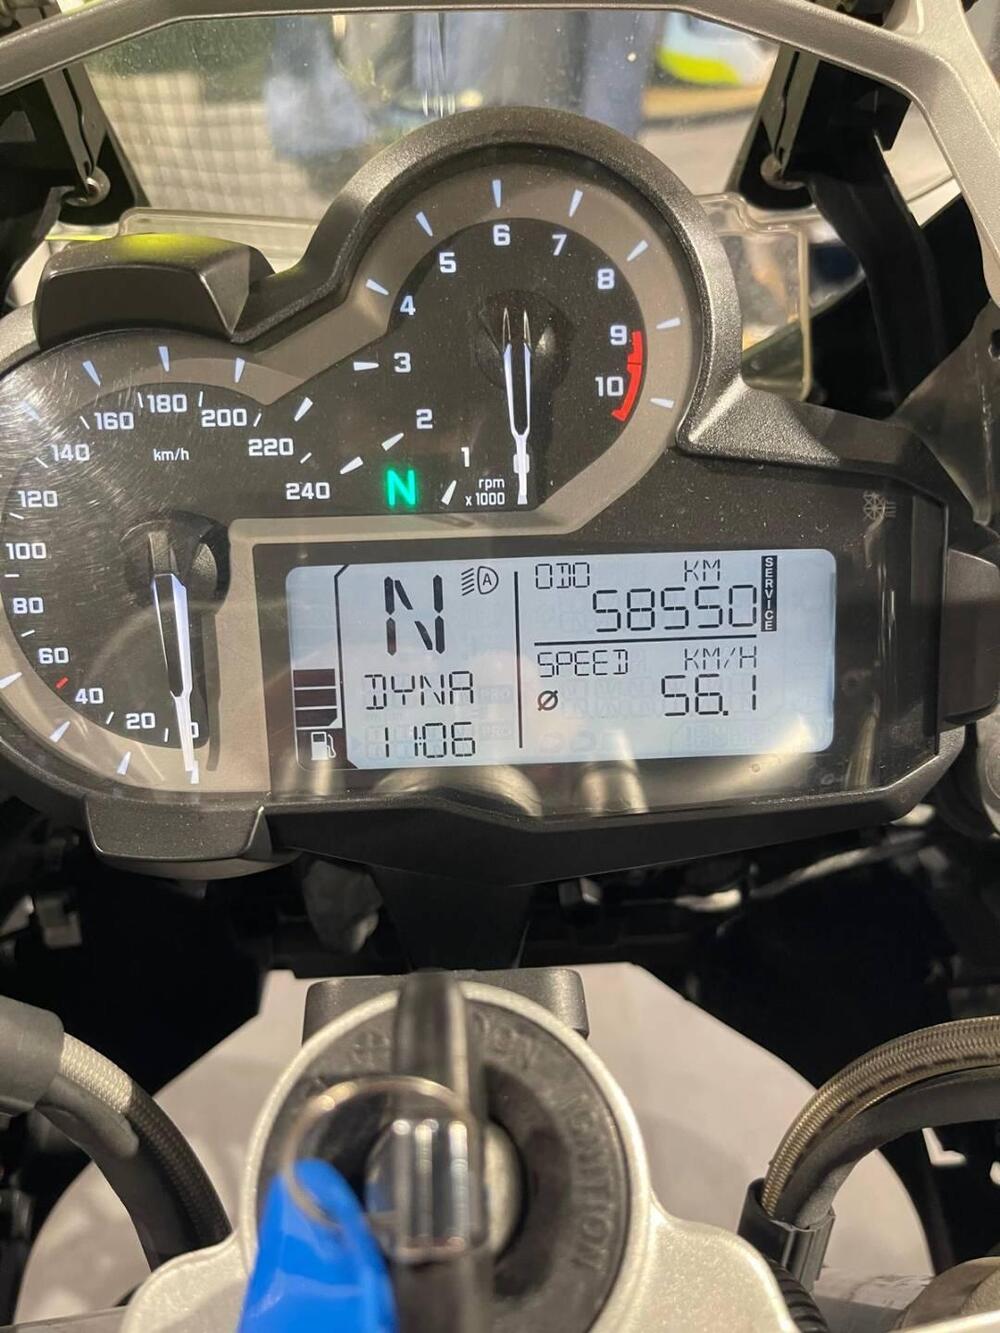 6
5 7
4 8
3 9
2 10
1
rpm
x 1000
N
160 180 200
140 220
120 240
100
80
60
40
20
km/h
N A
DYNA
1106
ODO KM
58550
SERVICE
SPEED KM/H
Ø 56.1
ON IGNITION